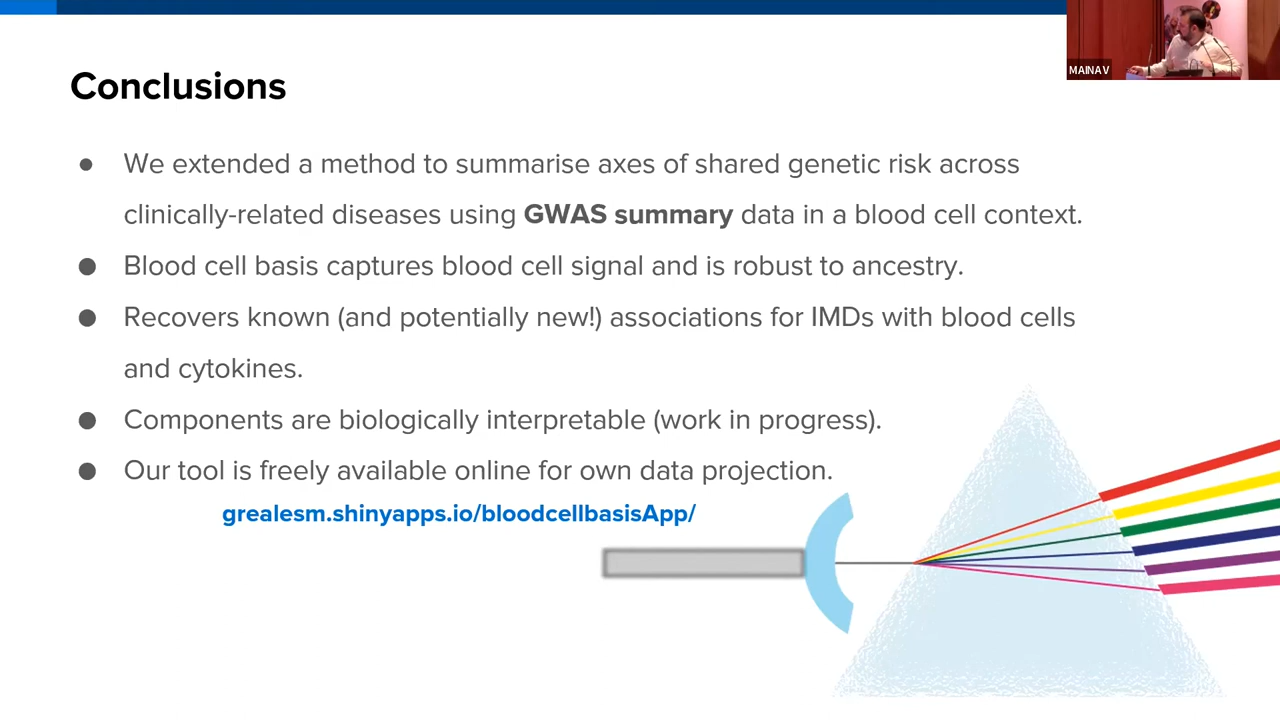 MAINA V
Conclusions
● We extended a method to summarise axes of shared genetic risk across
clinically-related diseases using GWAS summary data in a blood cell context.
● Blood cell basis captures blood cell signal and is robust to ancestry.
● Recovers known (and potentially new!) associations for IMDs with blood cells
and cytokines.
● Components are biologically interpretable (work in progress).
● Our tool is freely available online for own data projection.
grealesm.shinyapps.io/bloodcellbasisApp/